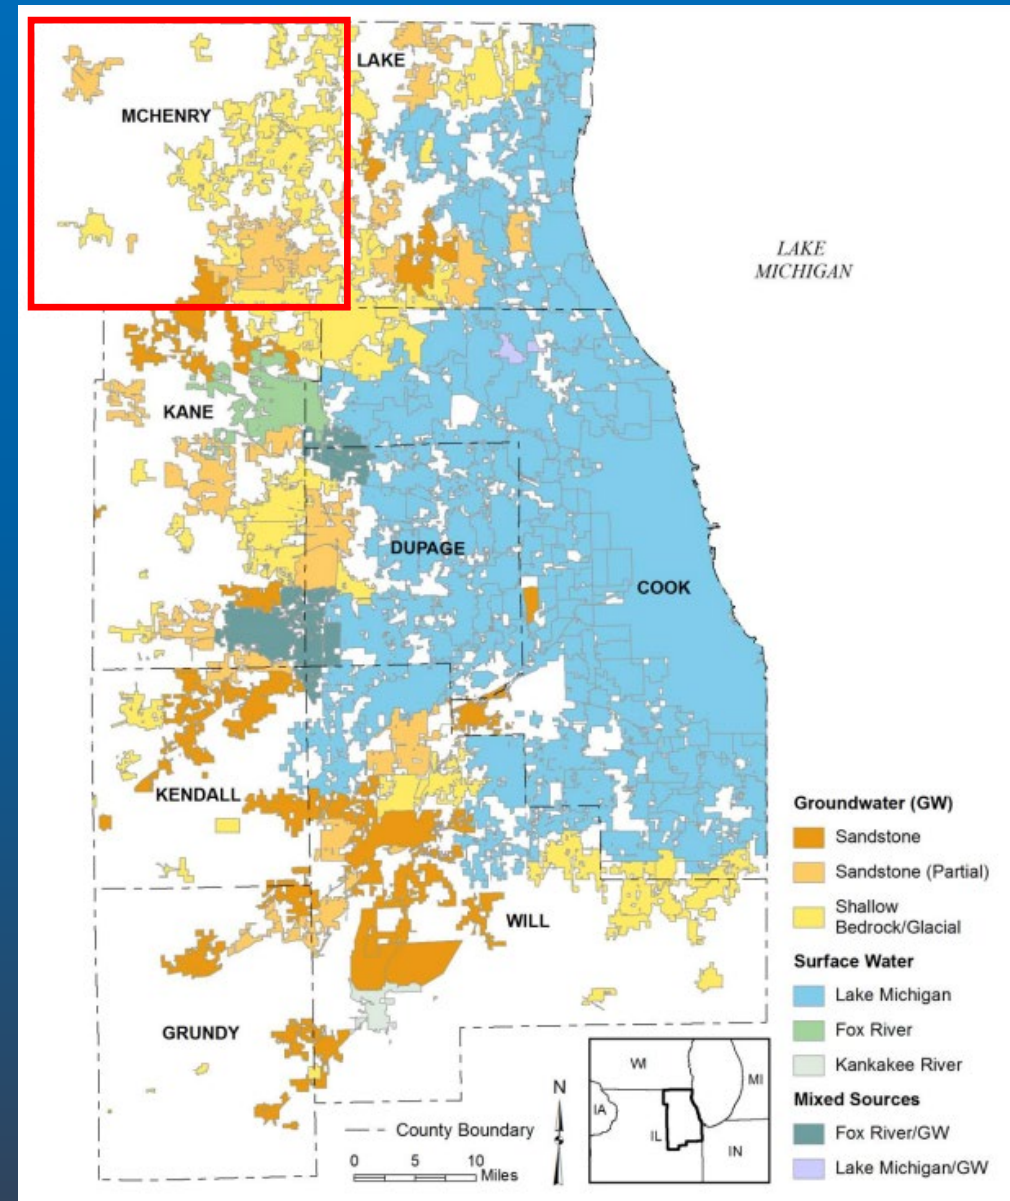 LAKE
MCHENRY
LAKE
MICHIGAN
KANE
DUPAGE
COOK
KENDALL
WILL
GRUNDY
Groundwater (GW)
Sandstone
Sandstone (Partial)
Shallow
Bedrock/Glacial
Surface Water
Lake Michigan
Fox River
Kankakee River
Mixed Sources
Fox River/GW
Lake Michigan/GW
County Boundary
0 5 10
Miles
N
WI
MI
IA
IL
IN